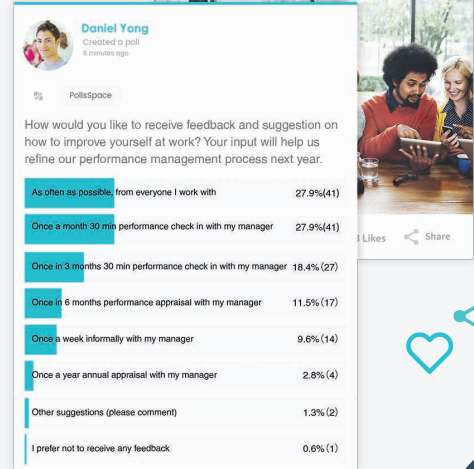 Daniel Yong
Created a poll
6 minutes ago
PollsSpace
How would you like to receive feedback and suggestion on
how to improve yourself at work? Your input will help us
refine our performance management process next year.
As often as possible, from everyone I work with 27.9%(41)
Once a month 30 min performance check in with my manager 27.9%(41)
Once in 3 months 30 min performance check in with my manager 18.4%(27)
Once in 6 months performance appraisal with my manager 11.5%(17)
Once a week informally with my manager 9.6%(14)
Once a year annual appraisal with my manager 2.8%(4)
Other suggestions (please comment) 1.3%(2)
I prefer not to receive any feedback 0.6%(1)
Likes Share